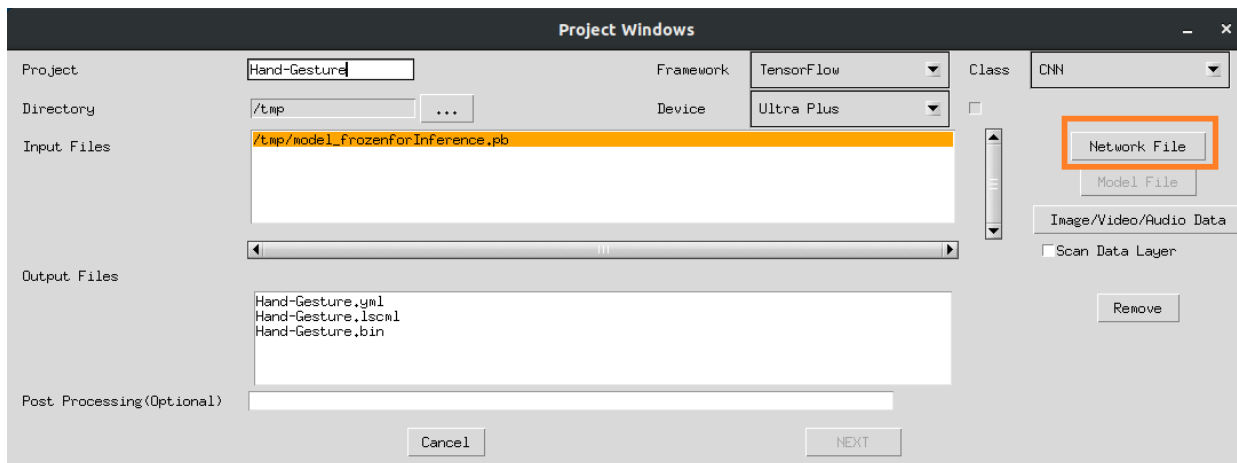 Project Windows
Project Hand-Gesture Framework TensorFlow Class CNN
Directory /tmp ... Device Ultra Plus
Input Files /tmp/model_frozenforInference.pb Network File
Model File
Image/Video/Audio Data
Scan Data Layer
Output Files
Hand-Gesture.yml
Hand-Gesture.lscml
Hand-Gesture.bin
Remove
Post Processing(Optional)
Cancel NEXT